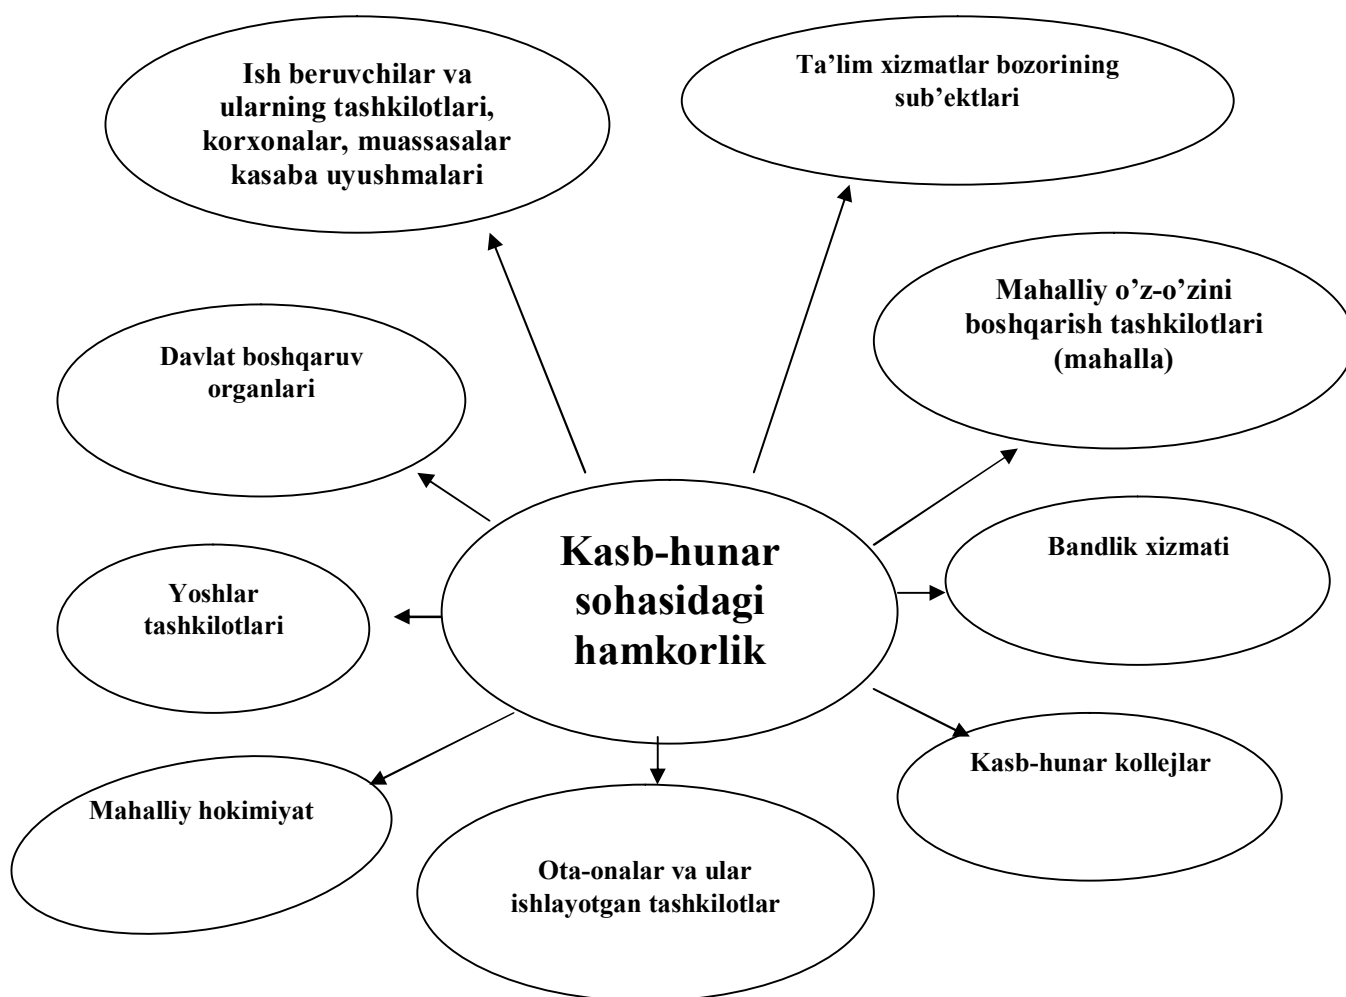 Ish beruvchilar va
ularning tashkilotlari,
korxonalar, muassasalar
kasaba uyushmalari
Ta’lim xizmatlar bozorining
sub’ektlari
Mahalliy o’z-o’zini
boshqarish tashkilotlari
(mahalla)
Davlat boshqaruv
organlari
Kasb-hunar
sohasidagi
hamkorlik
Bandlik xizmati
Yoshlar
tashkilotlari
Kasb-hunar kollejlar
Mahalliy hokimiyat
Ota-onalar va ular
ishlayotgan tashkilotlar